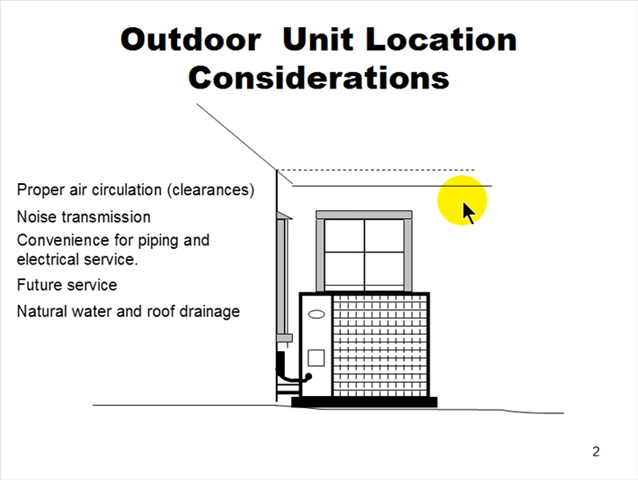 Outdoor Unit Location
Considerations
Proper air circulation (clearances)
Noise transmission
Convenience for piping and
electrical service.
Future service
Natural water and roof drainage
2